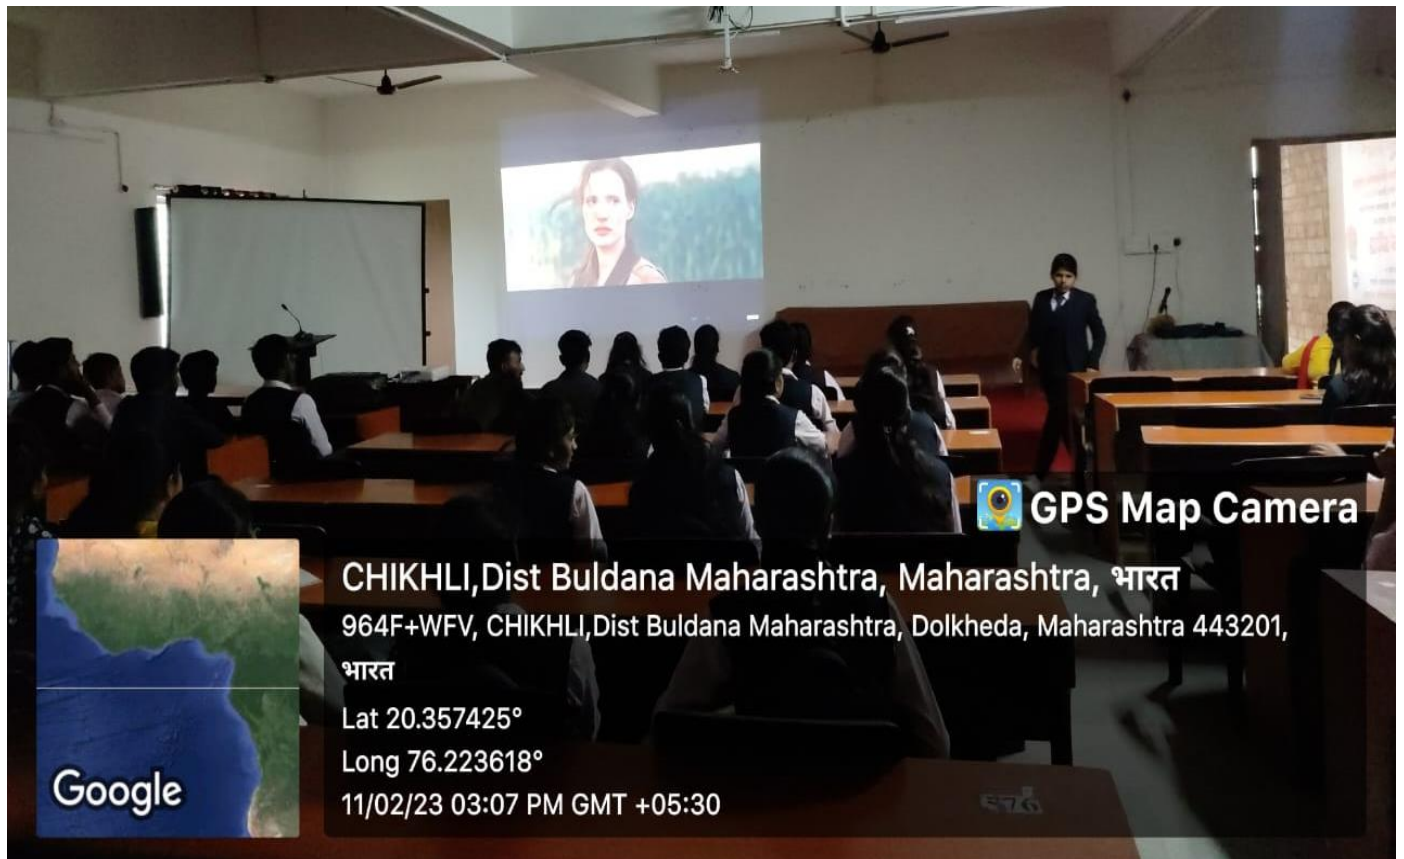 GPS Map Camera
CHIKHLI,Dist Buldana Maharashtra, Maharashtra, भारत
964F+WFV, CHIKHLI,Dist Buldana Maharashtra, Dolkheda, Maharashtra 443201,
भारत
Lat 20.357425°
Long 76.223618°
11/02/23 03:07 PM GMT +05:30
Google